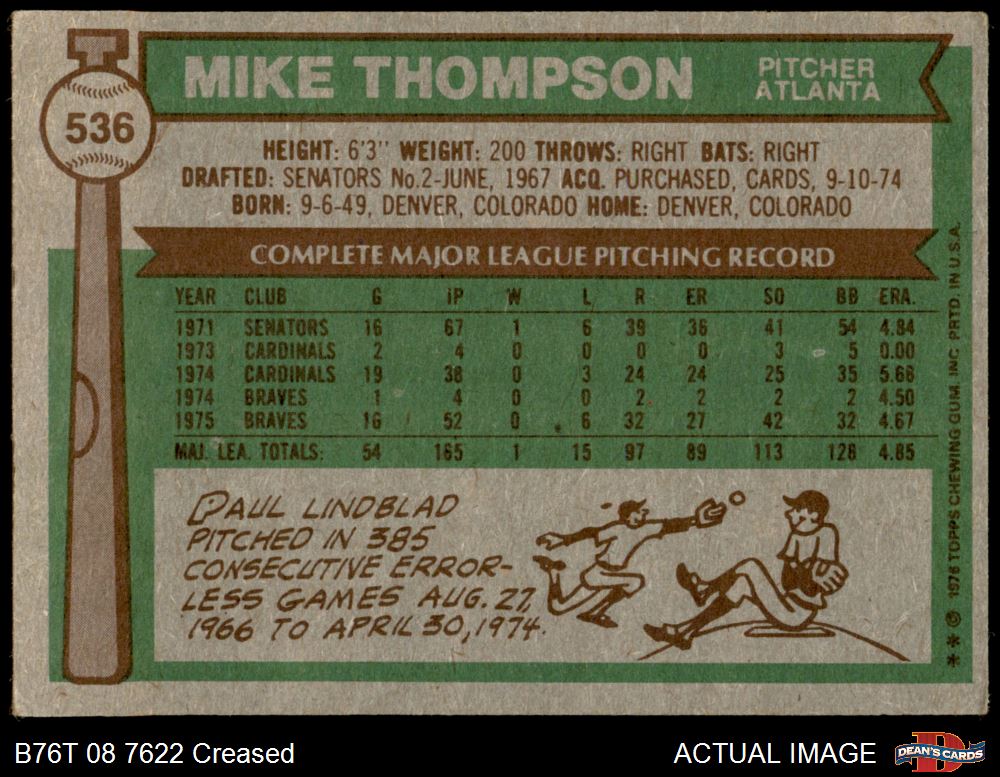 MIKE THOMPSON
PITCHER
ATLANTA
536
HEIGHT: 6'3" WEIGHT: 200 THROWS: RIGHT BATS: RIGHT
DRAFTED: SENATORS No.2-JUNE, 1967 ACQ. PURCHASED, CARDS, 9-10-74
BORN: 9-6-49, DENVER, COLORADO HOME: DENVER, COLORADO
COMPLETE MAJOR LEAGUE PITCHING RECORD
YEAR CLUB G IP W L R ER SO BB ERA.
1971 SENATORS 16 67 1 6 39 36 41 54 4.84
1973 CARDINALS 2 4 0 0 0 0 3 5 0.00
1974 CARDINALS 19 38 0 3 24 24 25 35 5.68
1974 BRAVES 1 4 0 0 2 2 2 2 4.50
1975 BRAVES 16 52 0 6 32 27 42 32 4.67
MAJ. LEA. TOTALS: 54 165 1 15 97 89 113 128 4.85
PAUL LINDBLAD
PITCHED IN 385
CONSECUTIVE ERROR-
LESS GAMES AUG. 27,
1966 TO APRIL 30, 1974.
** © 1976 TOPPS CHEWING GUM, INC. PRTD. IN U.S.A.
B76T 08 7622 Creased
ACTUAL IMAGE
DEAN'S CARDS